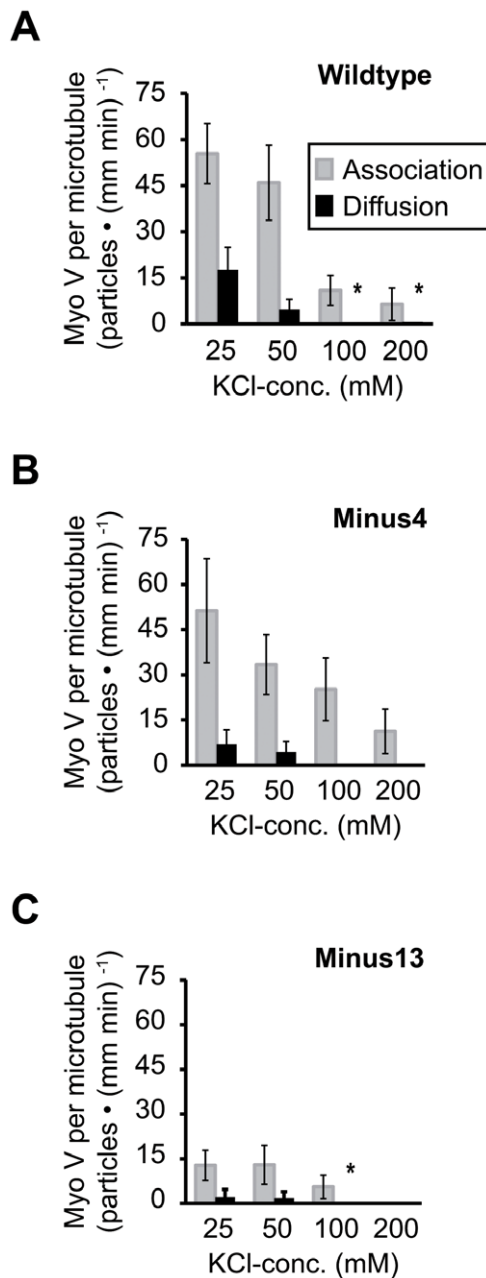 A
Wildtype
Myo V per microtubule
(particles • (mm min) -1)
75
60
45
30
15
0
Association
Diffusion
* *
25 50 100 200
KCl-conc. (mM)
B
Minus4
Myo V per microtubule
(particles • (mm min) -1)
75
60
45
30
15
0
25 50 100 200
KCl-conc. (mM)
C
Minus13
Myo V per microtubule
(particles • (mm min) -1)
75
60
45
30
15
0
*
25 50 100 200
KCl-conc. (mM)